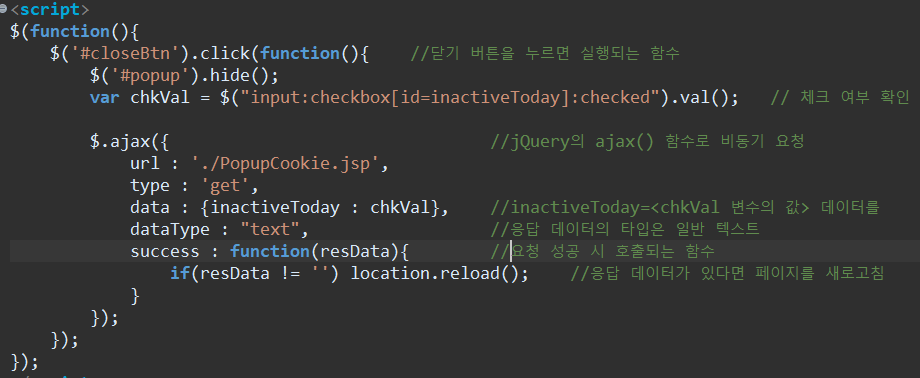 <script>
$(function(){
    $('#closeBtn').click(function(){    //닫기 버튼을 누르면 실행되는 함수
        $('#popup').hide();
        var chkVal = $("input:checkbox[id=inactiveToday]:checked").val();   // 체크 여부 확인
        $.ajax({                                //jQuery의 ajax() 함수로 비동기 요청
            url : './PopupCookie.jsp',
            type : 'get',
            data : {inactiveToday : chkVal},    //inactiveToday=<chkVal 변수의 값> 데이터를
            dataType : "text",                  //응답 데이터의 타입은 일반 텍스트
            success : function(resData){        //요청 성공 시 호출되는 함수
                if(resData != '') location.reload();    //응답 데이터가 있다면 페이지를 새로고침
            }
        });
    });
});